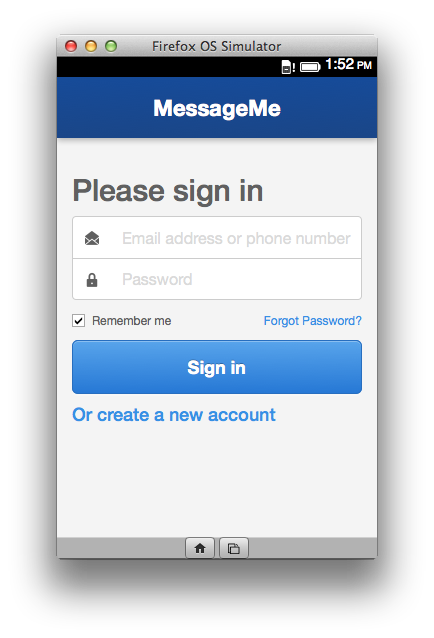 Firefox OS Simulator
! 1:52 PM
MessageMe
Please sign in
Email address or phone number
Password
Remember me Forgot Password?
Sign in
Or create a new account